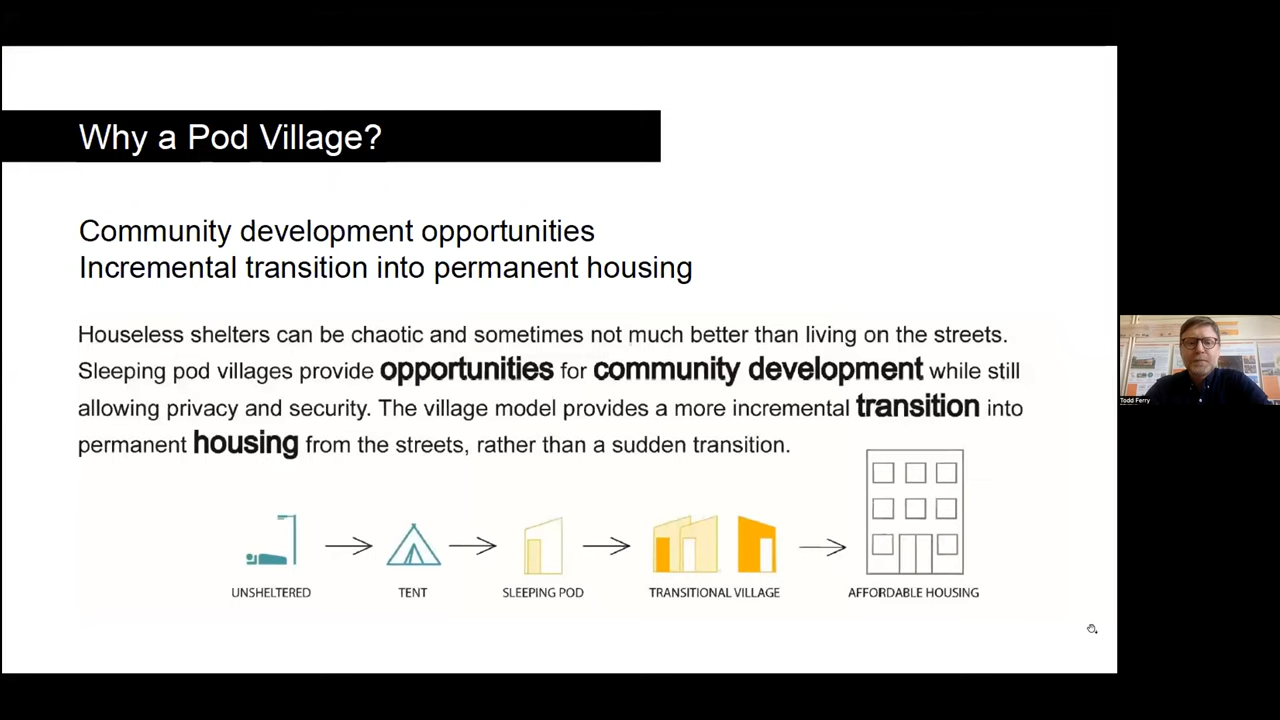 Why a Pod Village?
Community development opportunities
Incremental transition into permanent housing
Houseless shelters can be chaotic and sometimes not much better than living on the streets.
Sleeping pod villages provide opportunities for community development while still
allowing privacy and security. The village model provides a more incremental transition into
permanent housing from the streets, rather than a sudden transition.
UNSHELTERED
TENT
SLEEPING POD
TRANSITIONAL VILLAGE
AFFORDABLE HOUSING
Todd Ferry